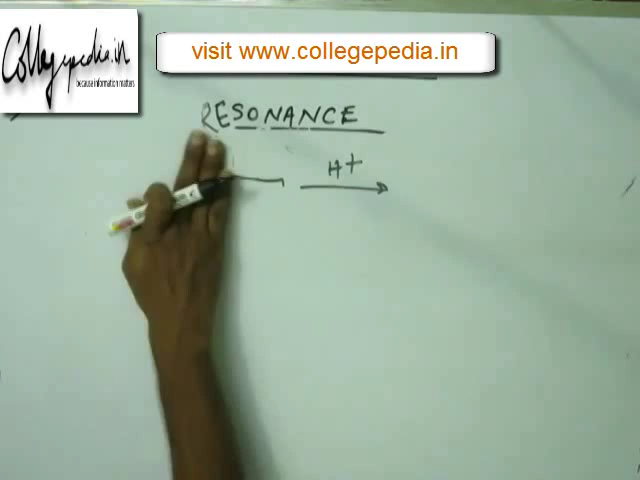 Collegepedia.in
because information matters
visit www.collegepedia.in
RESONANCE
H+